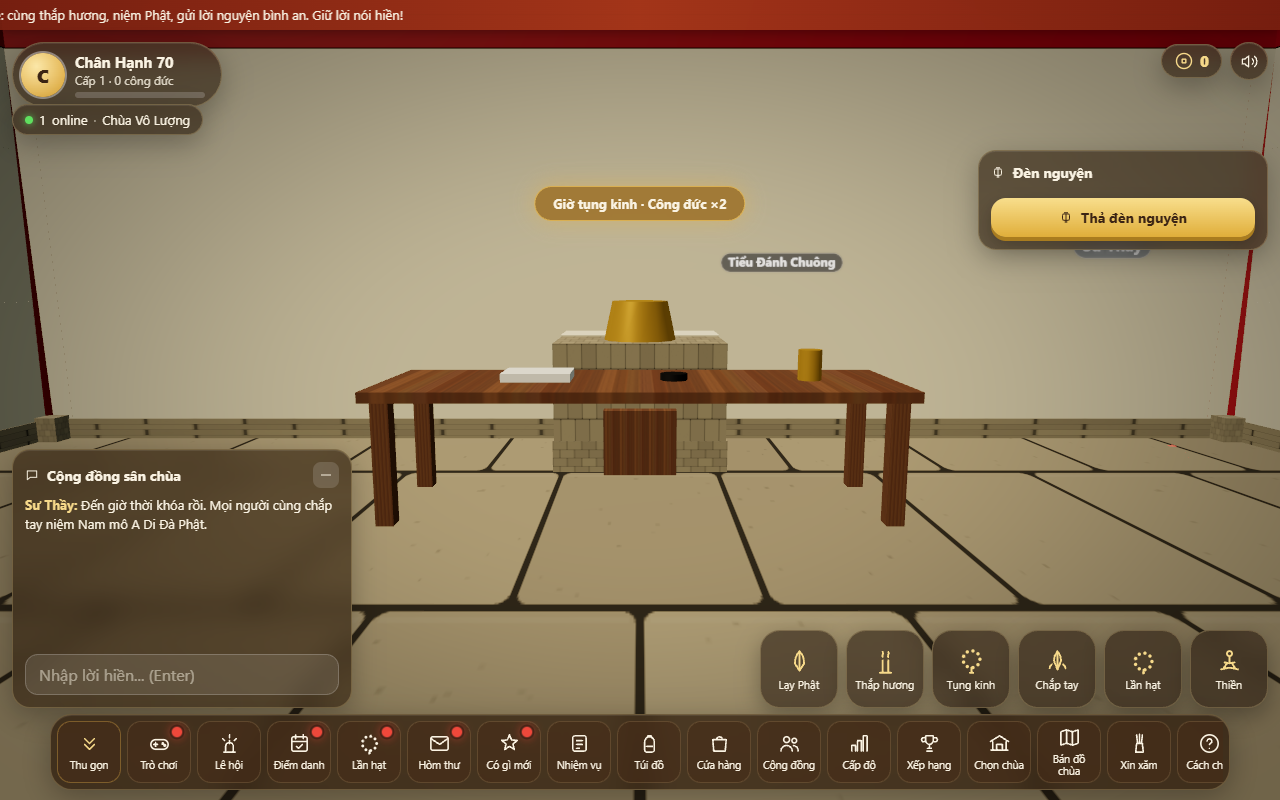 : cùng thắp hương, niệm Phật, gửi lời nguyện bình an. Giữ lời nói hiền!
C
Chân Hạnh 70
Cấp 1 · 0 công đức
1 online · Chùa Vô Lượng
0
Đèn nguyện
Thả đèn nguyện
Giờ tụng kinh · Công đức ×2
Tiểu Đánh Chuông
Cộng đồng sân chùa
Sư Thầy: Đến giờ thời khóa rồi. Mọi người cùng chắp
tay niệm Nam mô A Di Đà Phật.
Nhập lời hiền... (Enter)
Lạy Phật
Thắp hương
Tụng kinh
Chắp tay
Lần hạt
Thiền
Thu gọn
Trò chơi
Lễ hội
Điểm danh
Lần hạt
Hòm thư
Có gì mới
Nhiệm vụ
Túi đồ
Cửa hàng
Cộng đồng
Cấp độ
Xếp hạng
Chọn chùa
Bản đồ
chùa
Xin xăm
Cách ch